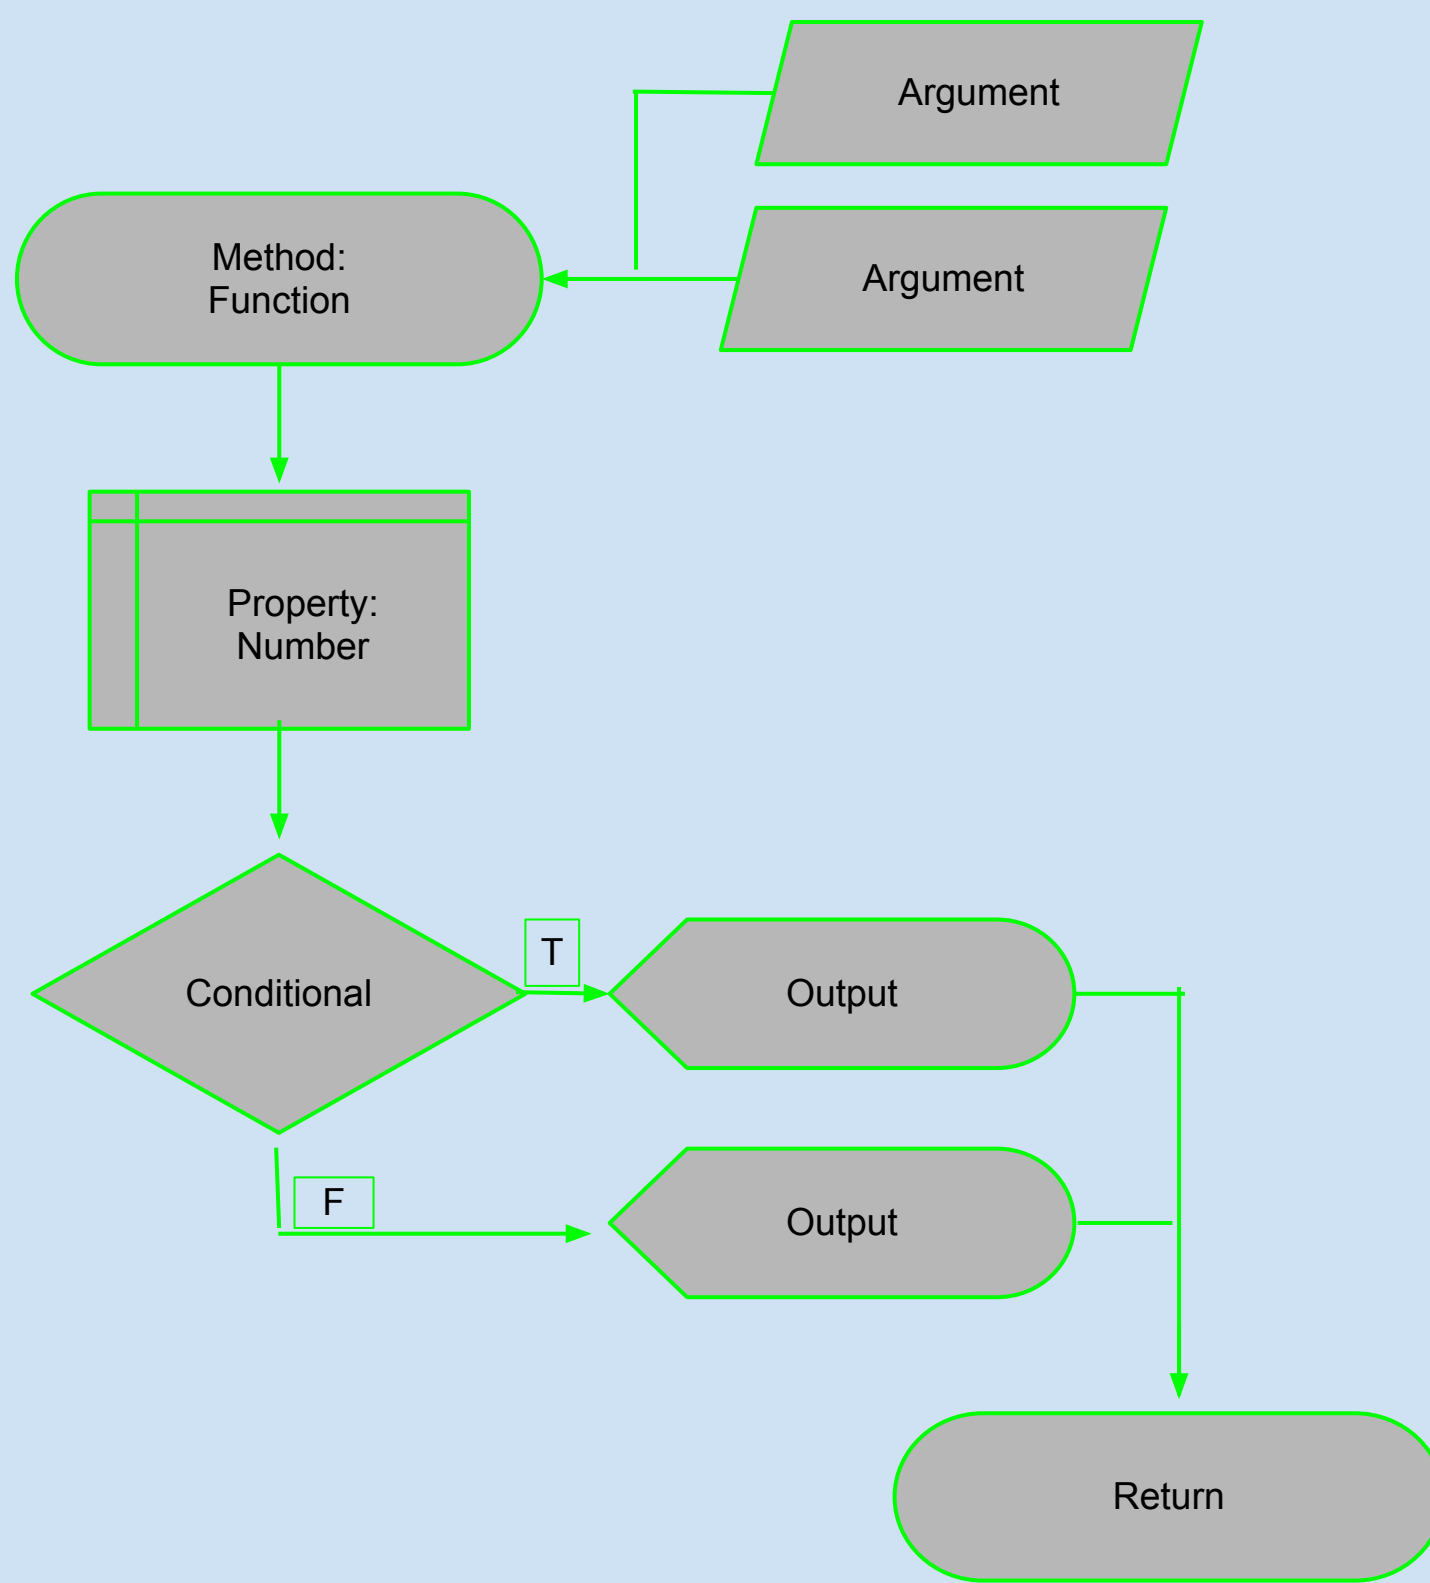 Argument
Method:
Function
Argument
Property:
Number
Conditional
T
Output
F
Output
Return